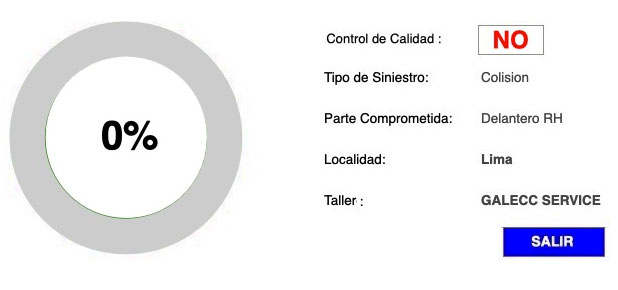 0%
Control de Calidad : NO
Tipo de Siniestro: Colision
Parte Comprometida: Delantero RH
Localidad: Lima
Taller : GALECC SERVICE
SALIR